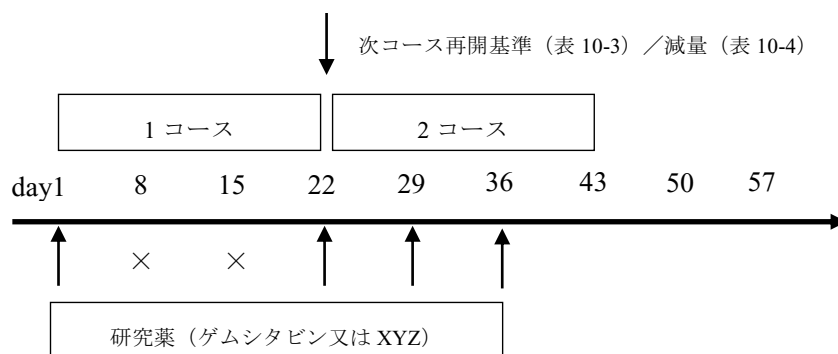 次コース再開基準（表 10-3）／減量（表 10-4）
1 コース 2 コース
day1 8 15 22 29 36 43 50 57
× ×
研究薬（ゲムシタビン又は XYZ）